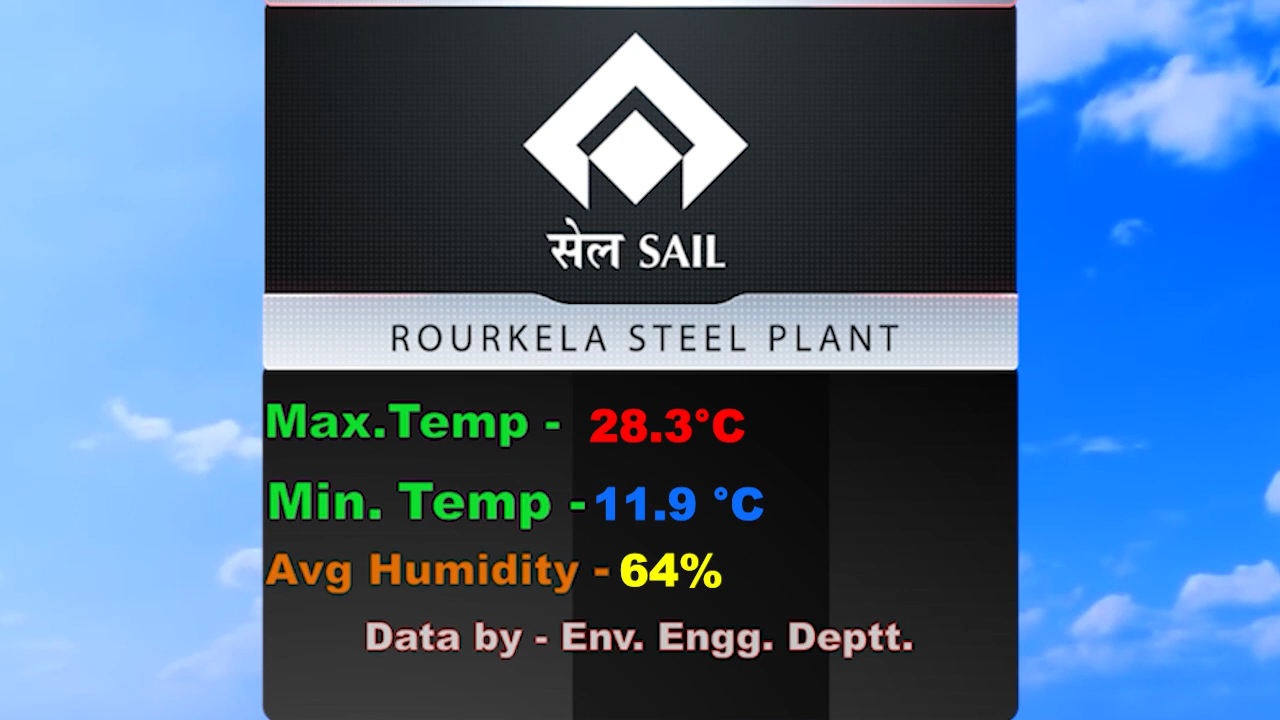 सेल SAIL
ROURKELA STEEL PLANT
Max.Temp - 28.3°C
Min. Temp - 11.9 °C
Avg Humidity - 64%
Data by - Env. Engg. Deptt.